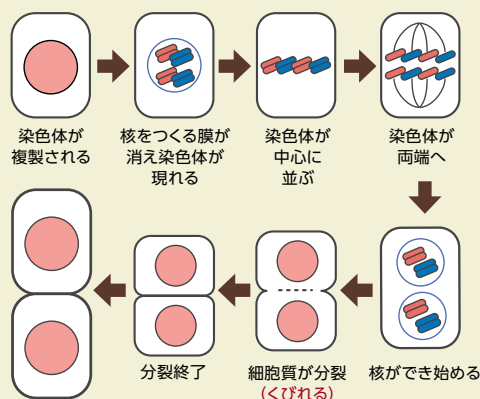 染色体が
複製される
核をつくる膜が
消え染色体が
現れる
染色体が
中心に
並ぶ
染色体が
両端へ
核ができ始める
細胞質が分裂
(くびれる)
分裂終了